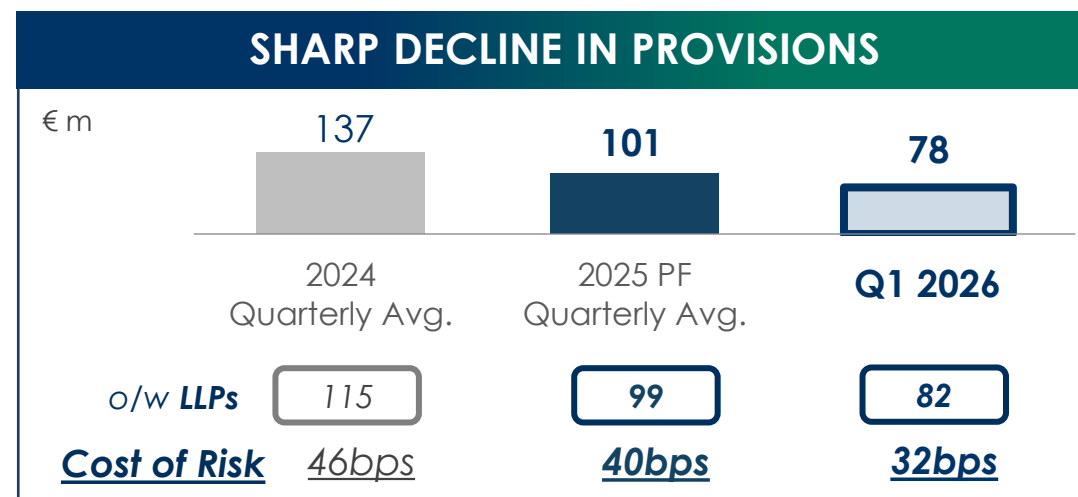 SHARP DECLINE IN PROVISIONS
€ m
137
101
78
2024
Quarterly Avg.
2025 PF
Quarterly Avg.
Q1 2026
o/w LLPs 115 99 82
Cost of Risk 46bps 40bps 32bps